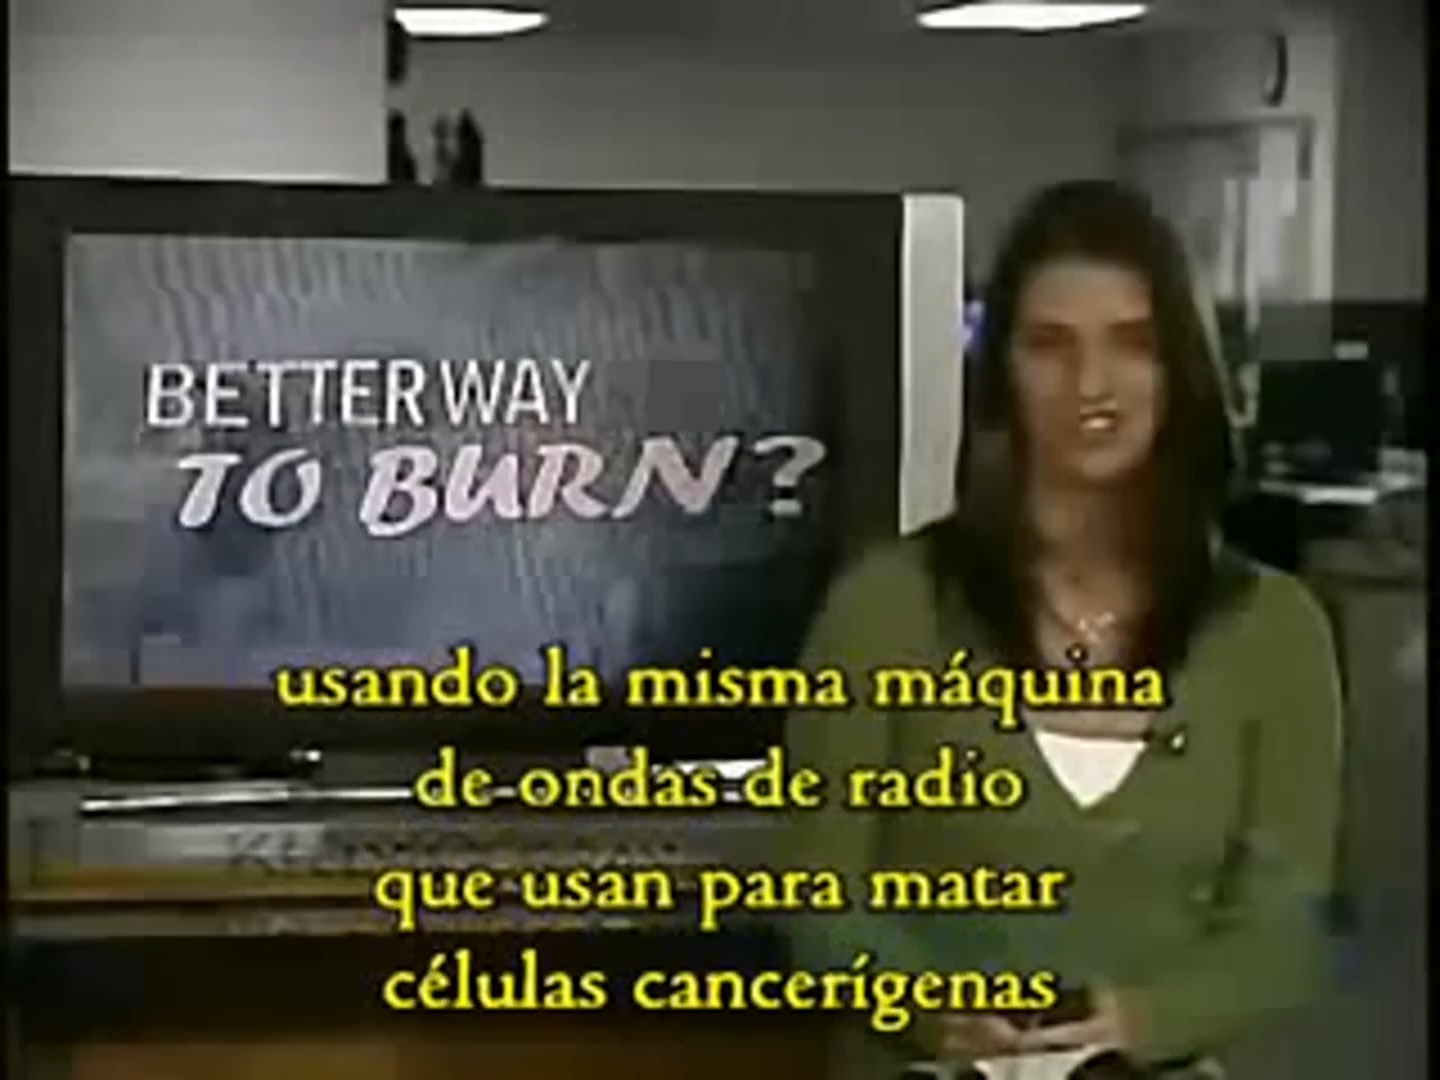 BETTER WAY
TO BURN?
usando la misma máquina
de ondas de radio
que usan para matar
células cancerígenas